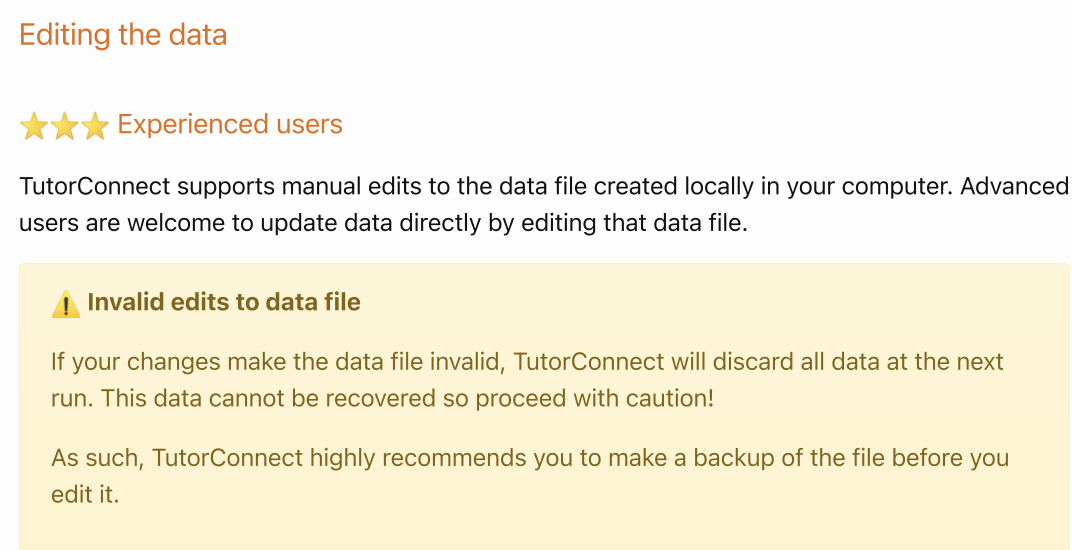 Editing the data
⭐⭐⭐ Experienced users
TutorConnect supports manual edits to the data file created locally in your computer. Advanced
users are welcome to update data directly by editing that data file.
⚠️ Invalid edits to data file
If your changes make the data file invalid, TutorConnect will discard all data at the next
run. This data cannot be recovered so proceed with caution!
As such, TutorConnect highly recommends you to make a backup of the file before you
edit it.